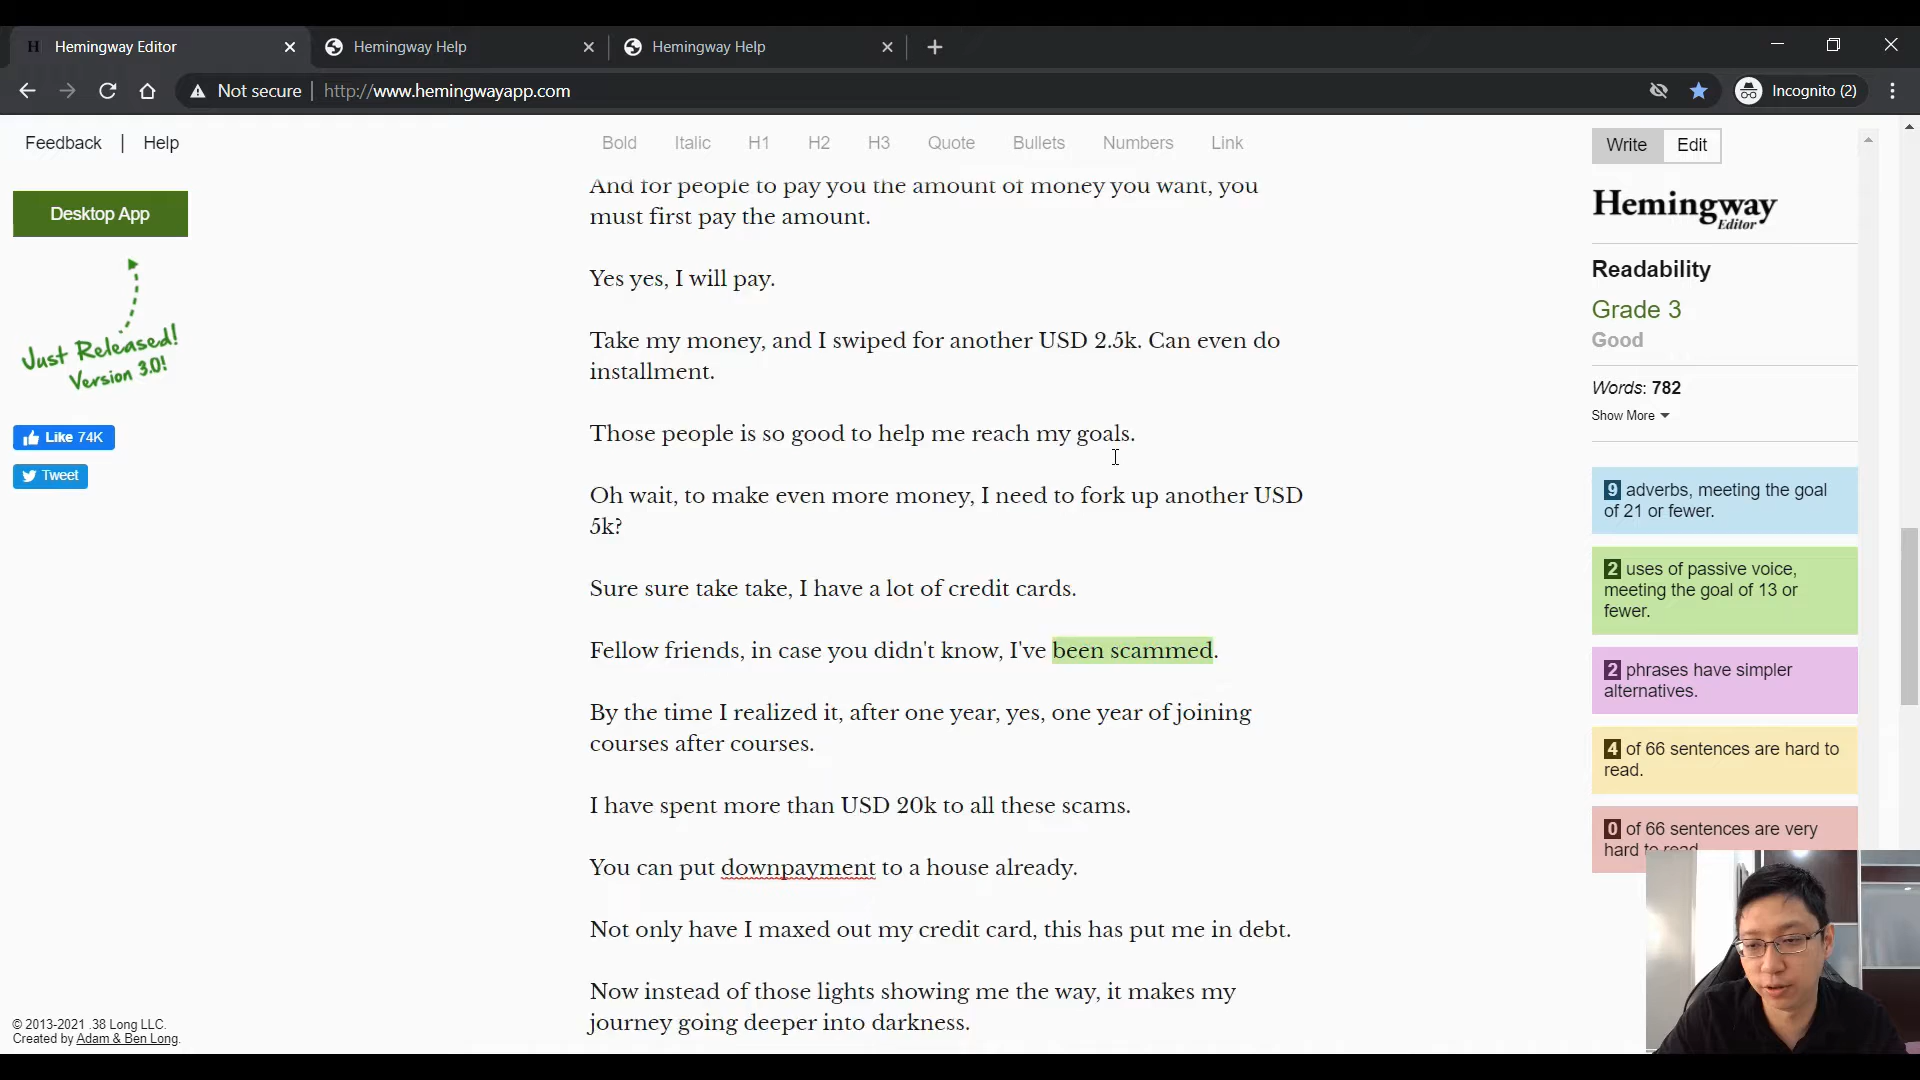 Hemingway Editor
Hemingway Help
Hemingway Help
Not secure http://www.hemingwayapp.com
Incognito (2)
Feedback | Help
Bold Italic H1 H2 H3 Quote Bullets Numbers Link
Write Edit
Desktop App
Just Released!
Version 3.0!
Like 74K
Tweet
And for people to pay you the amount of money you want, you
must first pay the amount.
Yes yes, I will pay.
Take my money, and I swiped for another USD 2.5k. Can even do
installment.
Those people is so good to help me reach my goals.
Oh wait, to make even more money, I need to fork up another USD
5k?
Sure sure take take, I have a lot of credit cards.
Fellow friends, in case you didn't know, I've been scammed.
By the time I realized it, after one year, yes, one year of joining
courses after courses.
I have spent more than USD 20k to all these scams.
You can put downpayment to a house already.
Not only have I maxed out my credit card, this has put me in debt.
Now instead of those lights showing me the way, it makes my
journey going deeper into darkness.
Hemingway
Editor
Readability
Grade 3
Good
Words: 782
Show More
9 adverbs, meeting the goal
of 21 or fewer.
2 uses of passive voice,
meeting the goal of 13 or
fewer.
2 phrases have simpler
alternatives.
4 of 66 sentences are hard to
read.
0 of 66 sentences are very
hard to read.
© 2013-2021 .38 Long LLC.
Created by Adam & Ben Long.